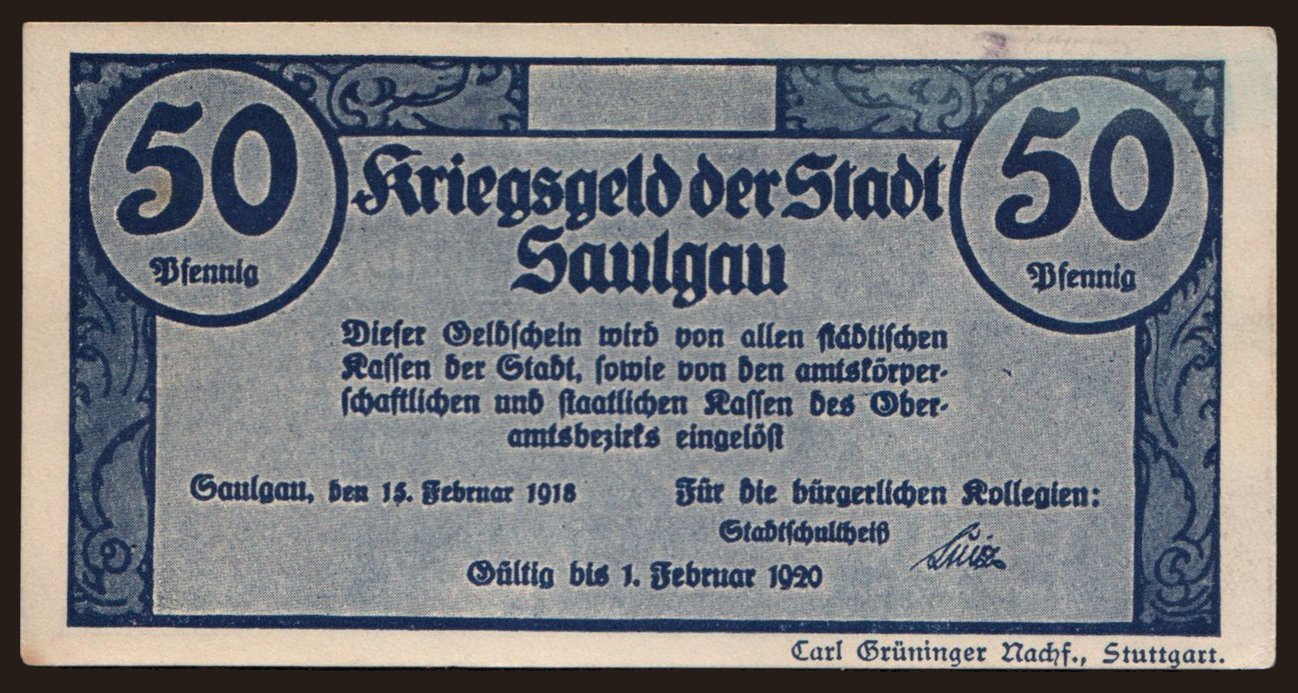 50 50
Kriegsgeld der Stadt
Saulgau
Pfennig Pfennig
Dieser Geldschein wird von allen städtischen
Kassen der Stadt, sowie von den amtskörper-
schaftlichen und staatlichen Kassen des Ober-
amtsbezirks eingelöst
Saulgau, den 15. Februar 1918 Für die bürgerlichen Kollegien:
Stadtschultheiß
Gültig bis 1. Februar 1920
Carl Grüninger Nachf., Stuttgart.